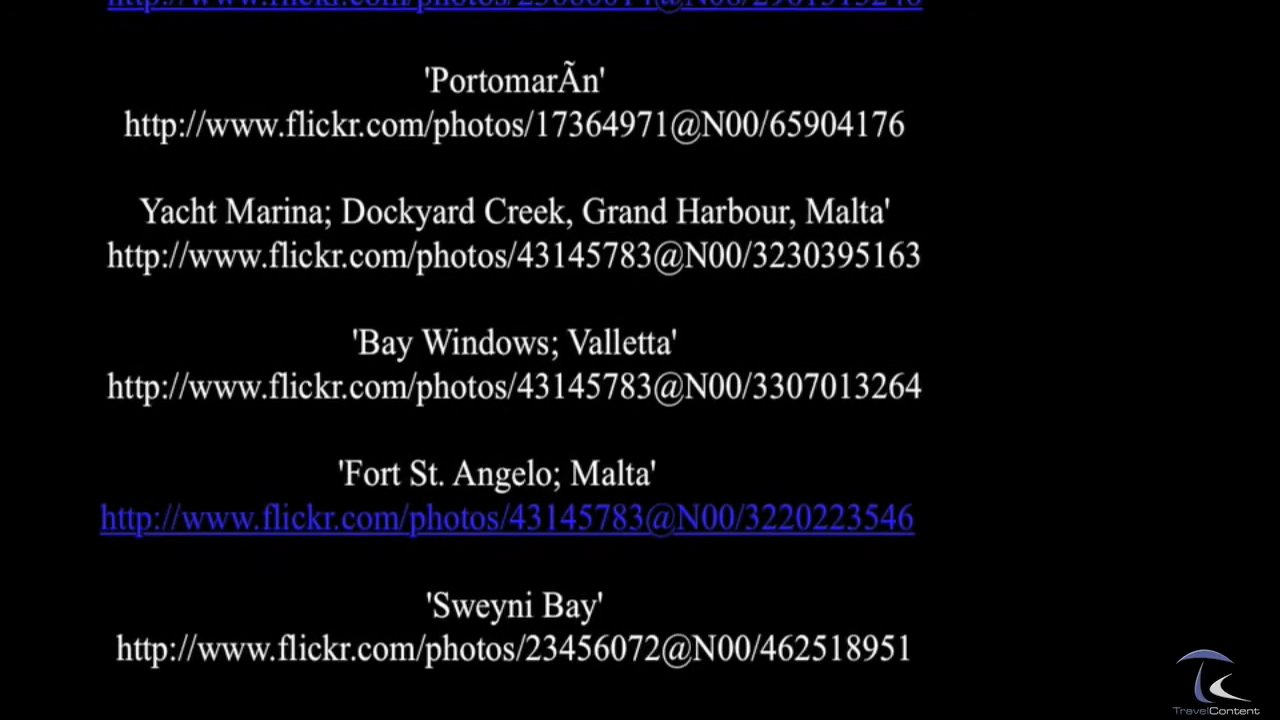 'PortomarÃn'
http://www.flickr.com/photos/17364971@N00/65904176
Yacht Marina; Dockyard Creek, Grand Harbour, Malta'
http://www.flickr.com/photos/43145783@N00/3230395163
'Bay Windows; Valletta'
http://www.flickr.com/photos/43145783@N00/3307013264
'Fort St. Angelo; Malta'
http://www.flickr.com/photos/43145783@N00/3220223546
'Sweyni Bay'
http://www.flickr.com/photos/23456072@N00/462518951
TravelContent